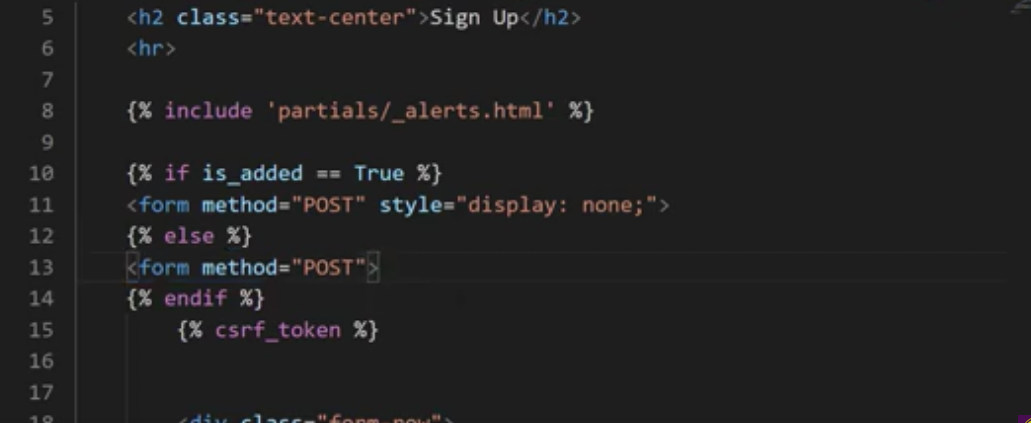 5 <h2 class="text-center">Sign Up</h2>
6 <hr>
7
8 {% include 'partials/_alerts.html' %}
9
10 {% if is_added == True %}
11 <form method="POST" style="display: none;">
12 {% else %}
13 <form method="POST">
14 {% endif %}
15 {% csrf_token %}
16
17
18 <div class="form-row">